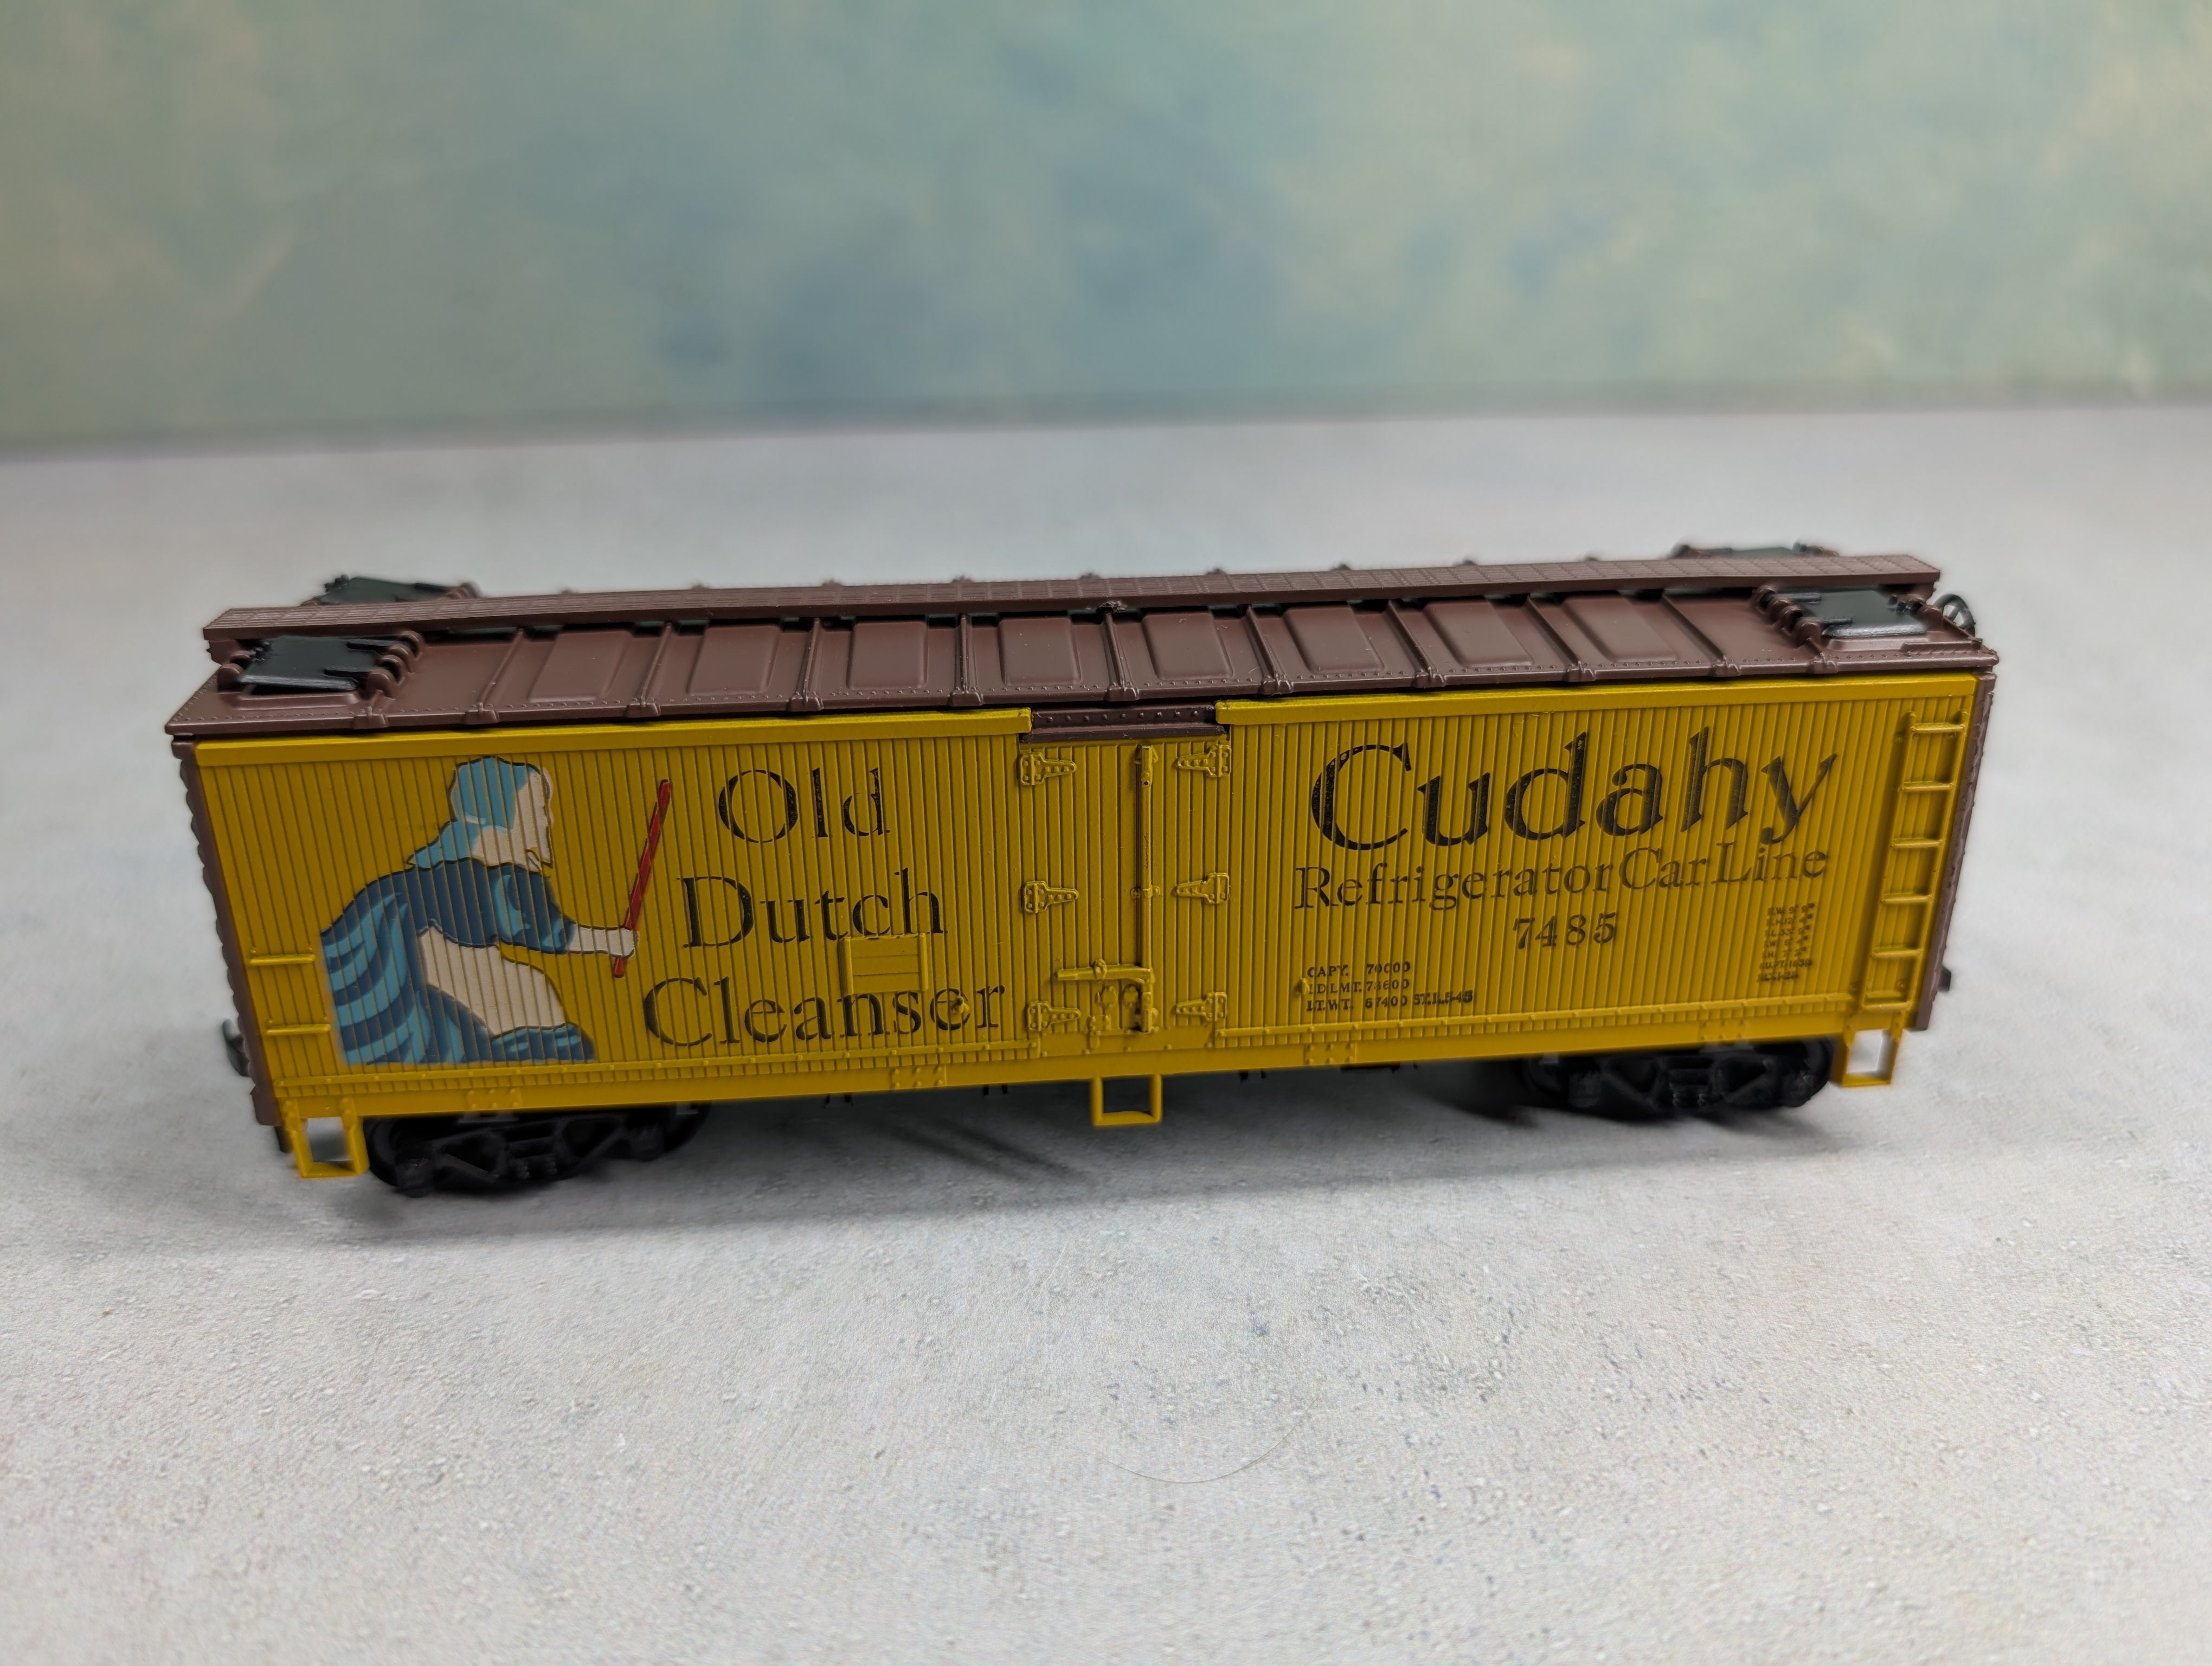 Old
Dutch
Cleanser
Cudahy
Refrigerator Car Line
7485
CAPY. 70000
LD LMT. 74600
LT. WT. 67400